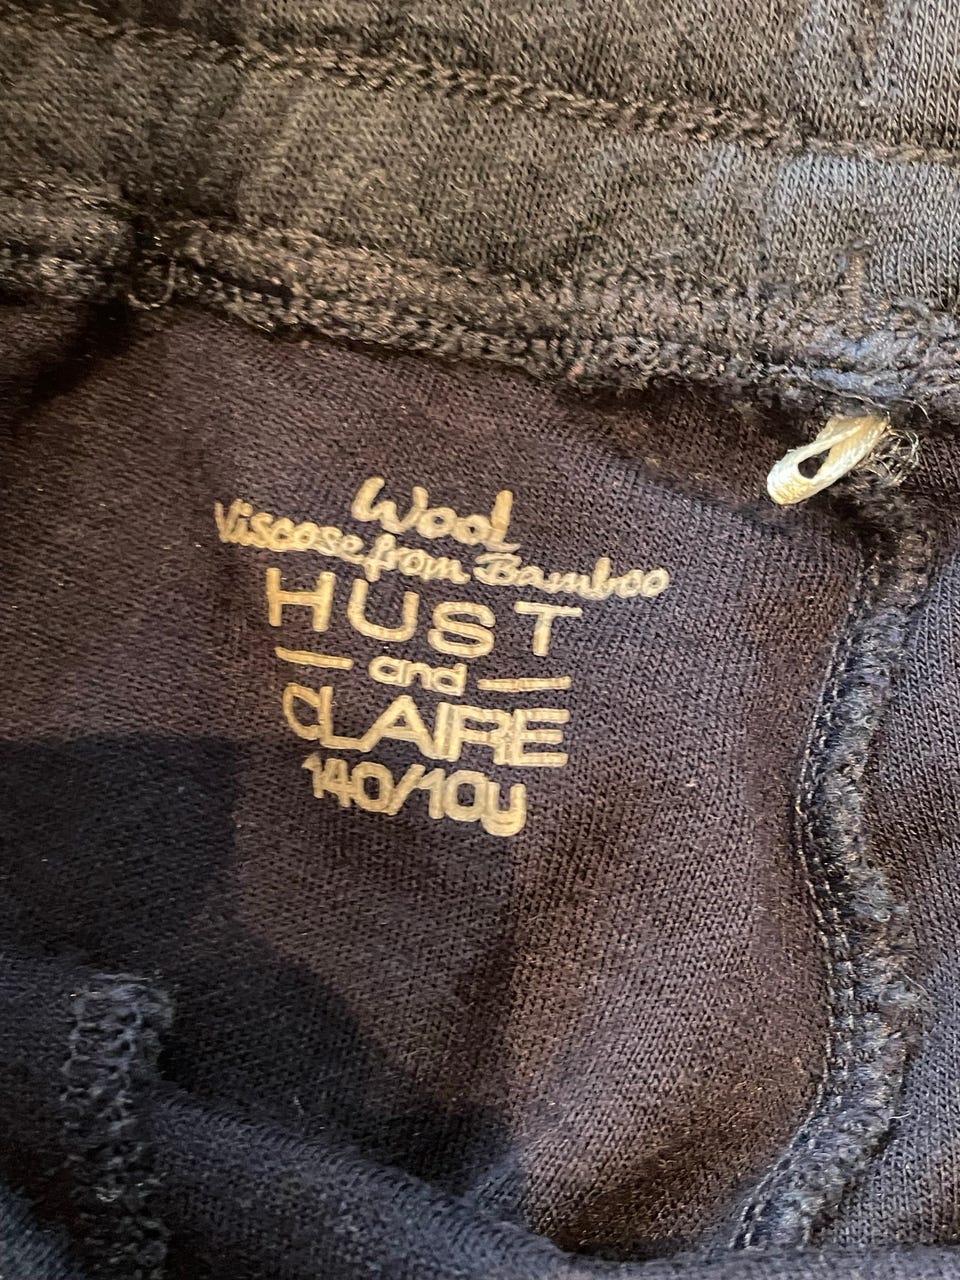 Wool
Viscose from Bamboo
HUST
and
CLAIRE
140/10y